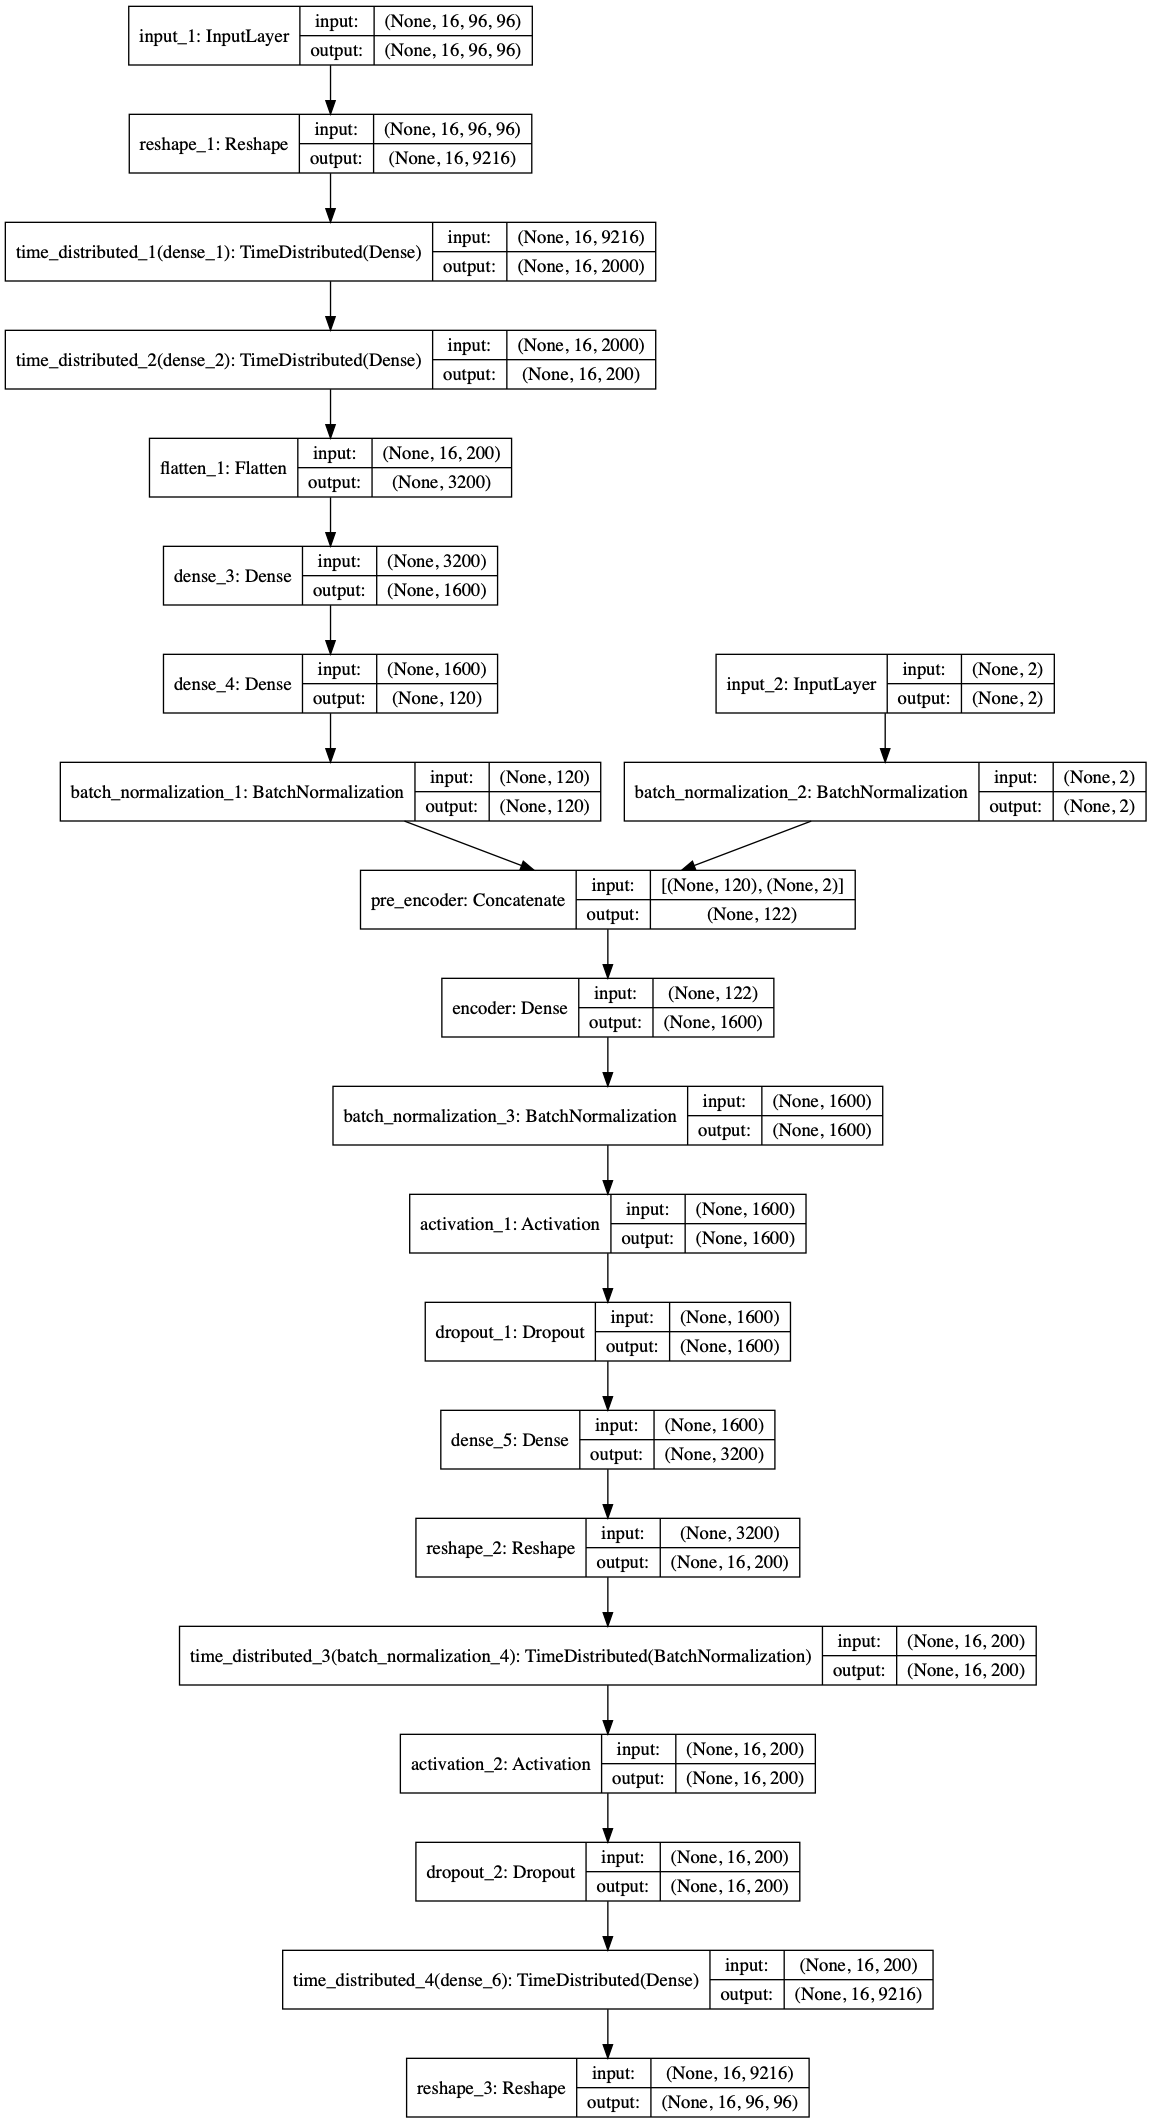 input_1: InputLayer
input: (None, 16, 96, 96)
output: (None, 16, 96, 96)
reshape_1: Reshape
input: (None, 16, 96, 96)
output: (None, 16, 9216)
time_distributed_1(dense_1): TimeDistributed(Dense)
input: (None, 16, 9216)
output: (None, 16, 2000)
time_distributed_2(dense_2): TimeDistributed(Dense)
input: (None, 16, 2000)
output: (None, 16, 200)
flatten_1: Flatten
input: (None, 16, 200)
output: (None, 3200)
dense_3: Dense
input: (None, 3200)
output: (None, 1600)
dense_4: Dense
input: (None, 1600)
output: (None, 120)
input_2: InputLayer
input: (None, 2)
output: (None, 2)
batch_normalization_1: BatchNormalization
input: (None, 120)
output: (None, 120)
batch_normalization_2: BatchNormalization
input: (None, 2)
output: (None, 2)
pre_encoder: Concatenate
input: [(None, 120), (None, 2)]
output: (None, 122)
encoder: Dense
input: (None, 122)
output: (None, 1600)
batch_normalization_3: BatchNormalization
input: (None, 1600)
output: (None, 1600)
activation_1: Activation
input: (None, 1600)
output: (None, 1600)
dropout_1: Dropout
input: (None, 1600)
output: (None, 1600)
dense_5: Dense
input: (None, 1600)
output: (None, 3200)
reshape_2: Reshape
input: (None, 3200)
output: (None, 16, 200)
time_distributed_3(batch_normalization_4): TimeDistributed(BatchNormalization)
input: (None, 16, 200)
output: (None, 16, 200)
activation_2: Activation
input: (None, 16, 200)
output: (None, 16, 200)
dropout_2: Dropout
input: (None, 16, 200)
output: (None, 16, 200)
time_distributed_4(dense_6): TimeDistributed(Dense)
input: (None, 16, 200)
output: (None, 16, 9216)
reshape_3: Reshape
input: (None, 16, 9216)
output: (None, 16, 96, 96)